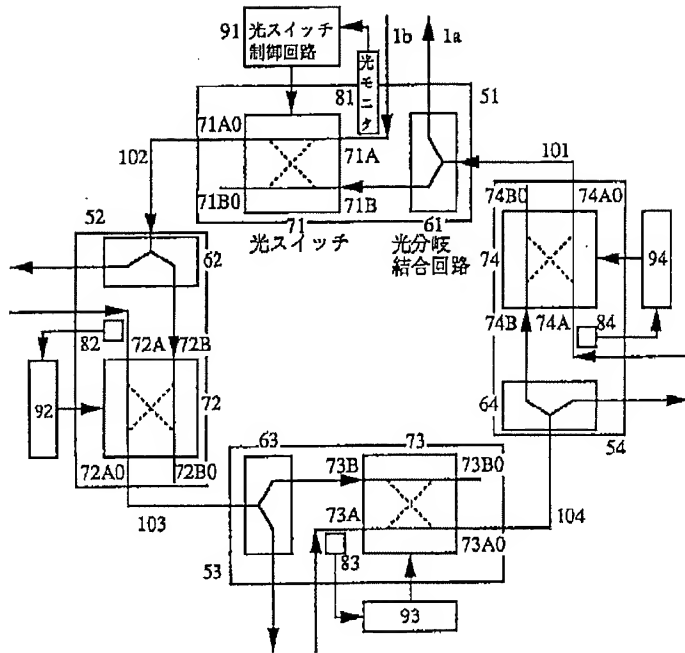 91
光スイッチ
制御回路
1b
1a
光モニタ
81
51
71A0
71A
102
101
71B0
71B
71
61
光スイッチ
光分岐
結合回路
74B0
74A0
52
62
74
94
82
72A
72B
74B
74A
84
92
72
64
72A0
72B0
54
63
73
73B
73B0
73A
73A0
103
104
83
53
93